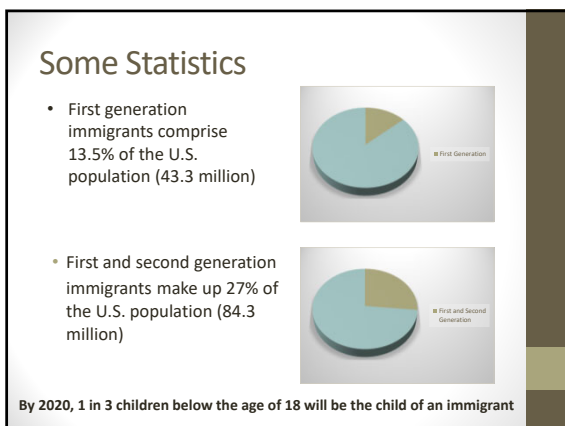 Some Statistics
• First generation
immigrants comprise
13.5% of the U.S.
population (43.3 million)
First Generation
• First and second generation
immigrants make up 27% of
the U.S. population (84.3
million)
First and Second
Generation
By 2020, 1 in 3 children below the age of 18 will be the child of an immigrant